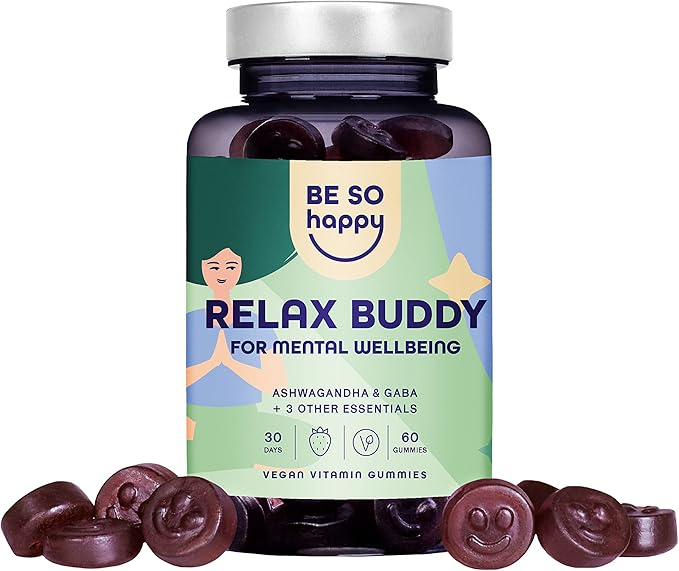 BE SO
happy
RELAX BUDDY
FOR MENTAL WELLBEING
ASHWAGANDHA & GABA
+ 3 OTHER ESSENTIALS
30
DAYS
60
GUMMIES
VEGAN VITAMIN GUMMIES